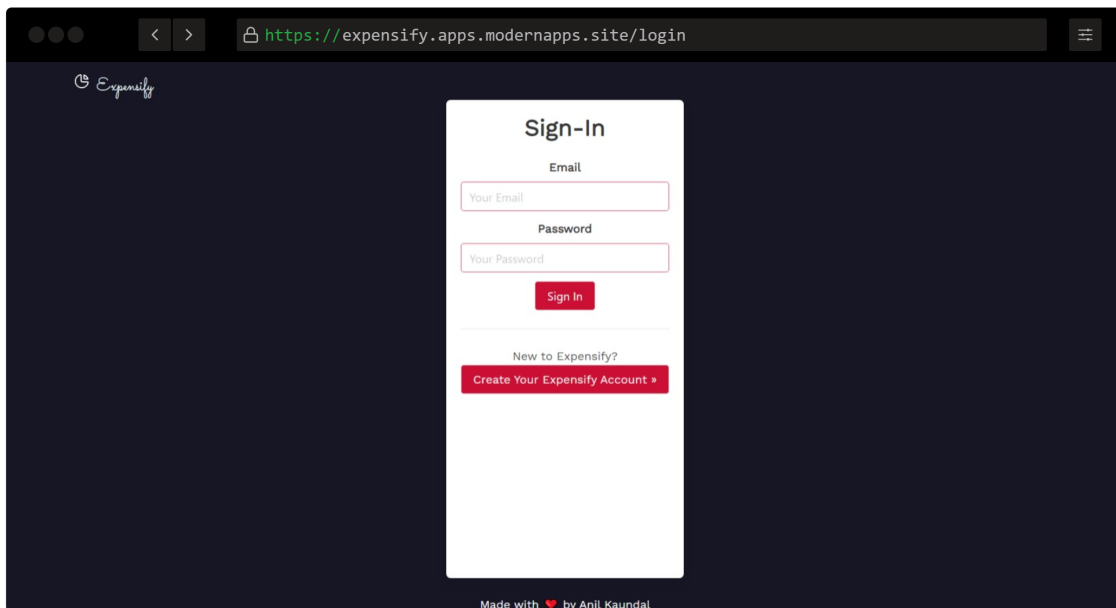 https://expensify.apps.modernapps.site/login
Expensify
Sign-In
Email
Your Email
Password
Your Password
Sign In
New to Expensify?
Create Your Expensify Account »
Made with ❤ by Anil Kaundal